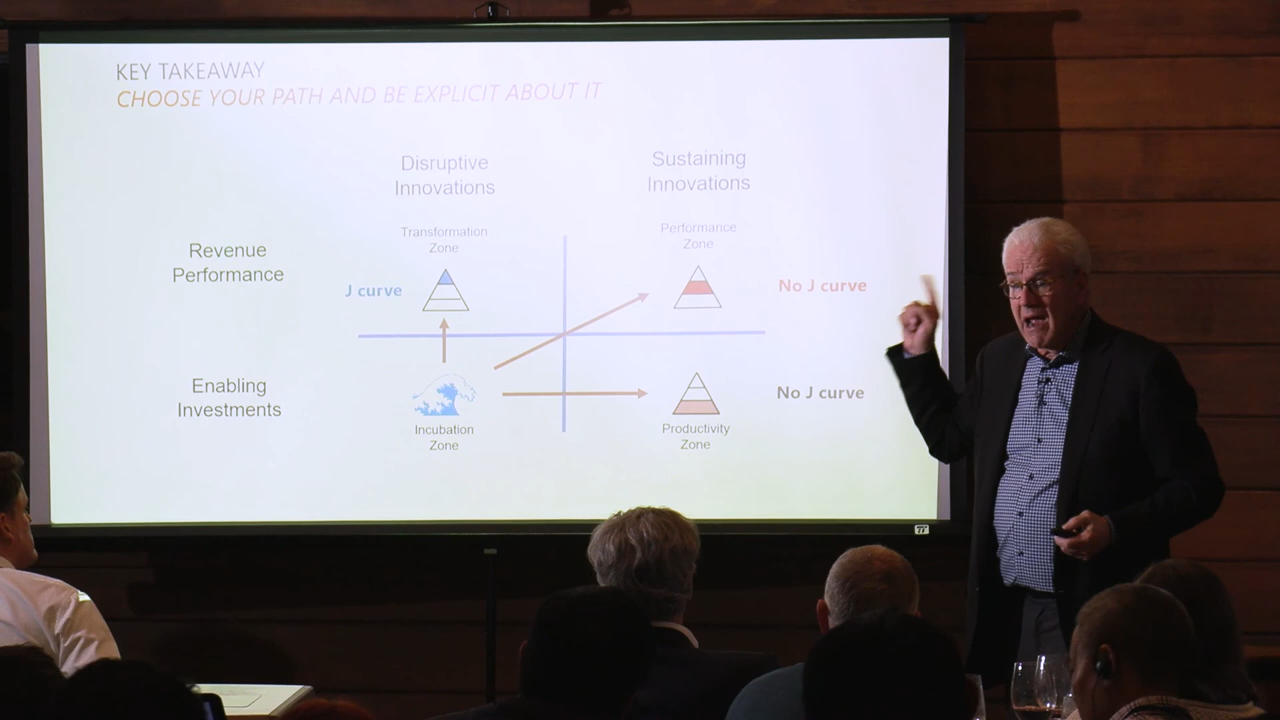 KEY TAKEAWAY
CHOOSE YOUR PATH AND BE EXPLICIT ABOUT IT
Disruptive
Innovations
Sustaining
Innovations
Transformation
Zone
Performance
Zone
Revenue
Performance
J curve
No J curve
Enabling
Investments
No J curve
Incubation
Zone
Productivity
Zone